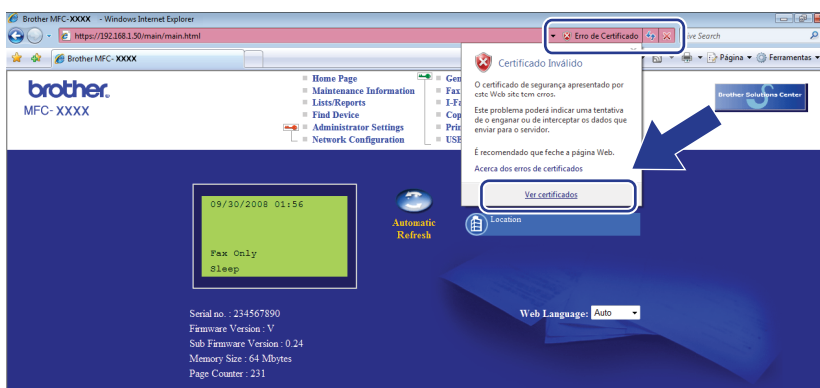 Brother MFC-XXXX - Windows Internet Explorer
https://192.168.1.50/main/main.html
Erro de Certificado
ive Search
Brother MFC- XXXX
Página
Ferramentas
brother.
MFC- XXXX
Home Page
Maintenance Information
Lists/Reports
Find Device
Administrator Settings
Network Configuration
Gen
Fax
I-Fa
Cop
Prin
USB
Certificado Inválido
O certificado de segurança apresentado por
este Web site tem erros.
Este problema poderá indicar uma tentativa
de o enganar ou de interceptar os dados que
enviar para o servidor.
É recomendado que feche a página Web.
Acerca dos erros de certificados
Ver certificados
Brother Solutions Center
09/30/2008 01:56
Fax Only
Sleep
Automatic
Refresh
Location
Serial no. : 234567890
Firmware Version : V
Sub Firmware Version : 0.24
Memory Size : 64 Mbytes
Page Counter : 231
Web Language: Auto